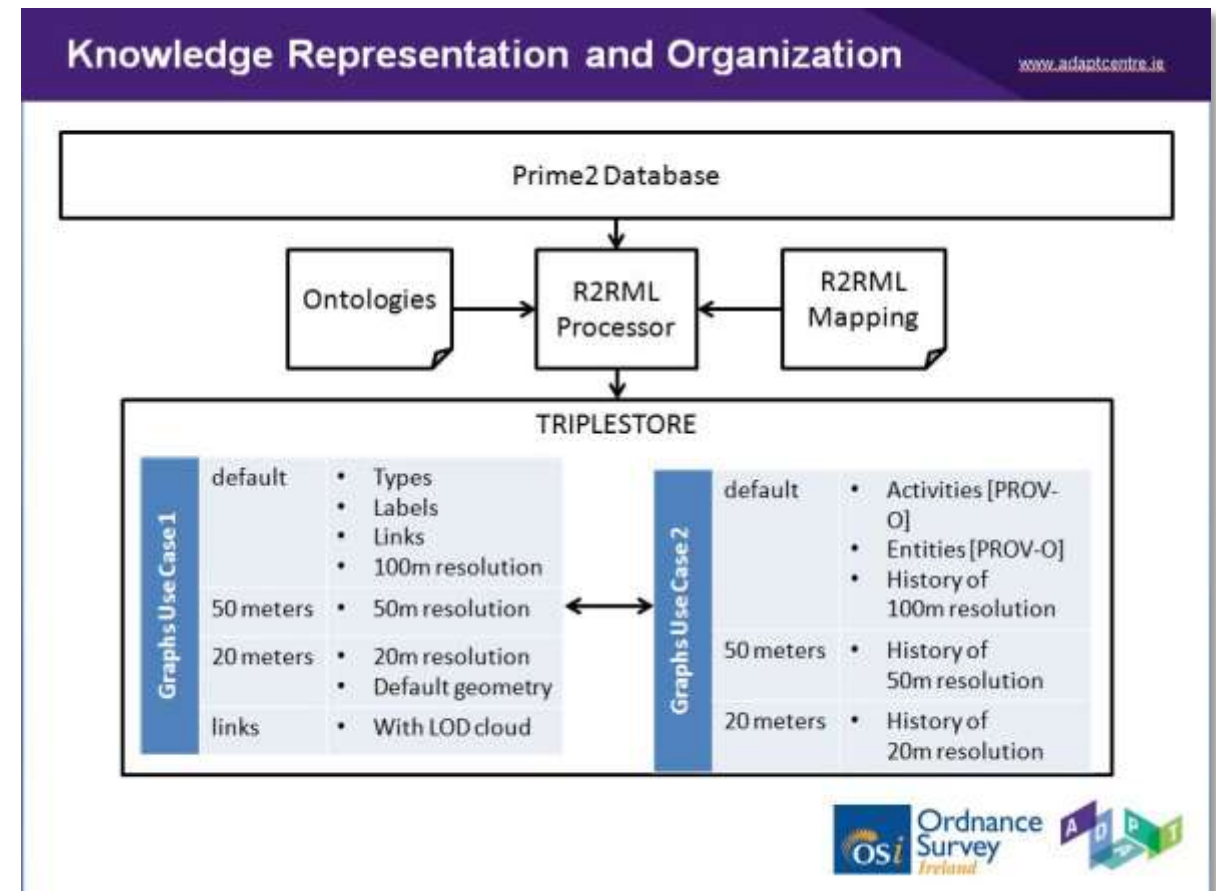 Knowledge Representation and Organization
www.adaptcentre.ie
Prime2 Database
Ontologies
R2RML
Processor
R2RML
Mapping
TRIPLESTORE
Graphs Use Case 1
default
• Types
• Labels
• Links
• 100m resolution
50 meters
• 50m resolution
20 meters
• 20m resolution
• Default geometry
links
• With LOD cloud
Graphs Use Case 2
default
• Activities [PROV-
O]
• Entities [PROV-O]
• History of
100m resolution
50 meters
• History of
50m resolution
20 meters
• History of
20m resolution
osi
Ordnance
Survey
Ireland
ADAPT